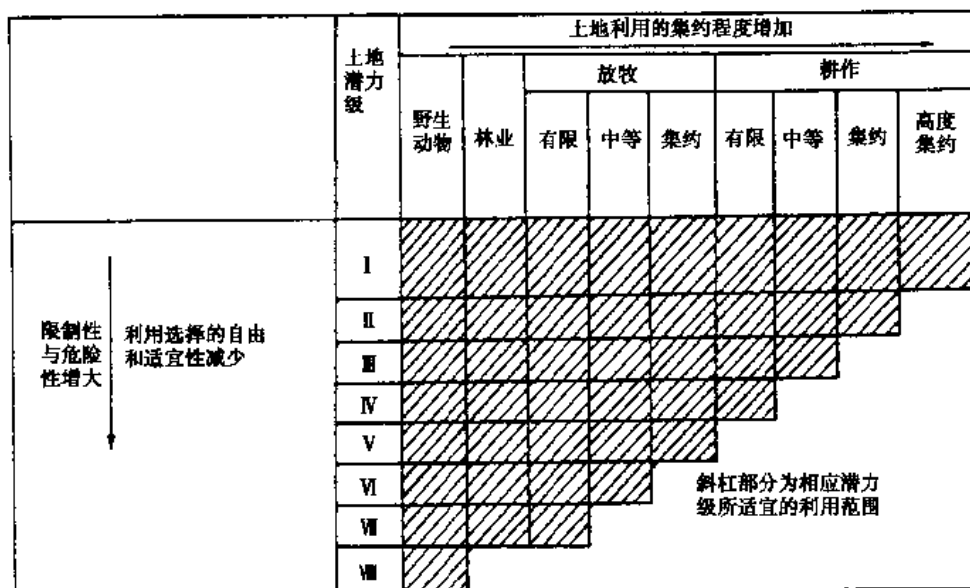 土地利用的集约程度增加
土地
潜力
级
放牧
耕作
野生
动物
林业
有限
中等
集约
有限
中等
集约
高度
集约
Ⅰ
Ⅱ
Ⅲ
Ⅳ
Ⅴ
Ⅵ
Ⅶ
Ⅷ
限制性
与危险
性增大
利用选择的自由
和适宜性减少
斜杠部分为相应潜力
级所适宜的利用范围